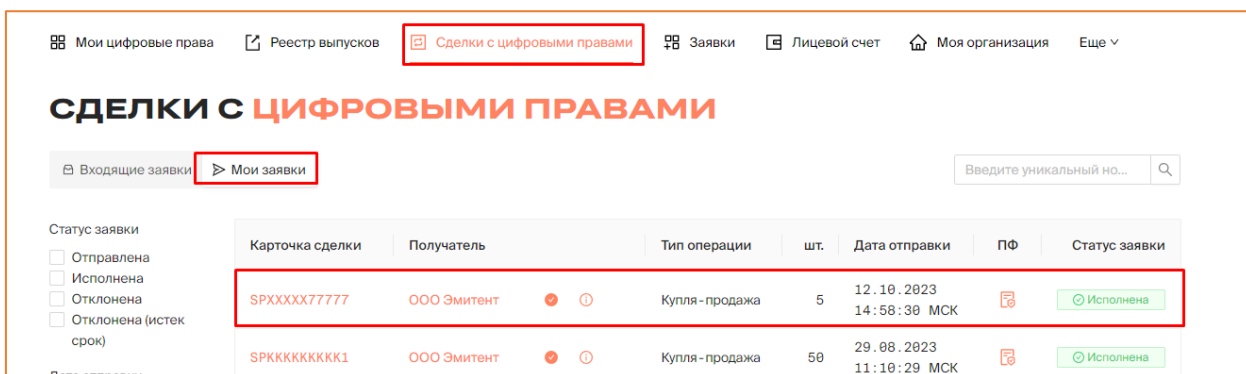 Мои цифровые права Реестр выпусков Сделки с цифровыми правами Заявки Лицевой счет Моя организация Еще
СДЕЛКИ С ЦИФРОВЫМИ ПРАВАМИ
Входящие заявки Мои заявки Введите уникальный но...
Статус заявки
Отправлена
Исполнена
Отклонена
Отклонена (истек
срок)
Карточка сделки Получатель Тип операции шт. Дата отправки ПФ Статус заявки
SPXXXXX77777 ООО Эмитент Купля-продажа 5 12.10.2023
14:58:30 МСК Исполнена
SPKKKKKKKKK1 ООО Эмитент Купля-продажа 50 29.08.2023
11:10:29 МСК Исполнена